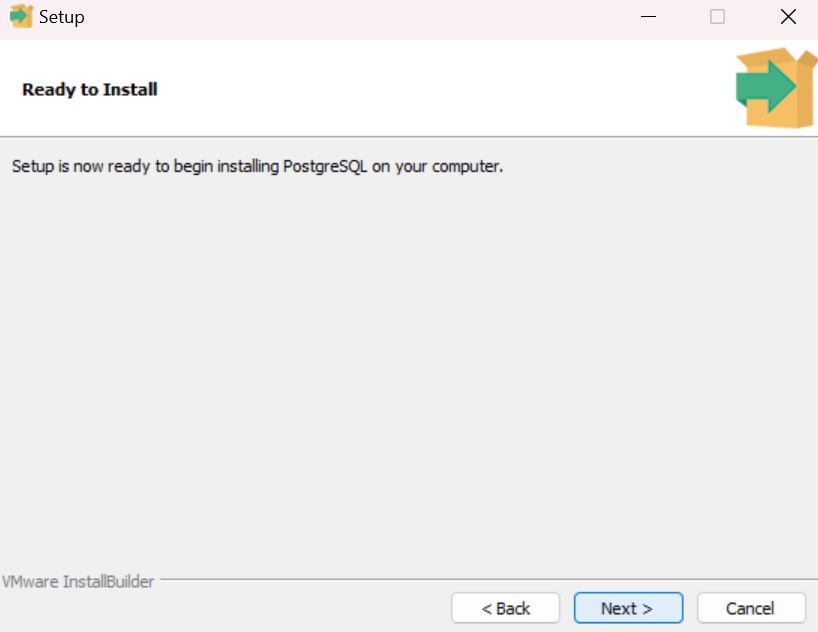 Setup
Ready to Install
Setup is now ready to begin installing PostgreSQL on your computer.
VMware InstallBuilder
< Back
Next >
Cancel